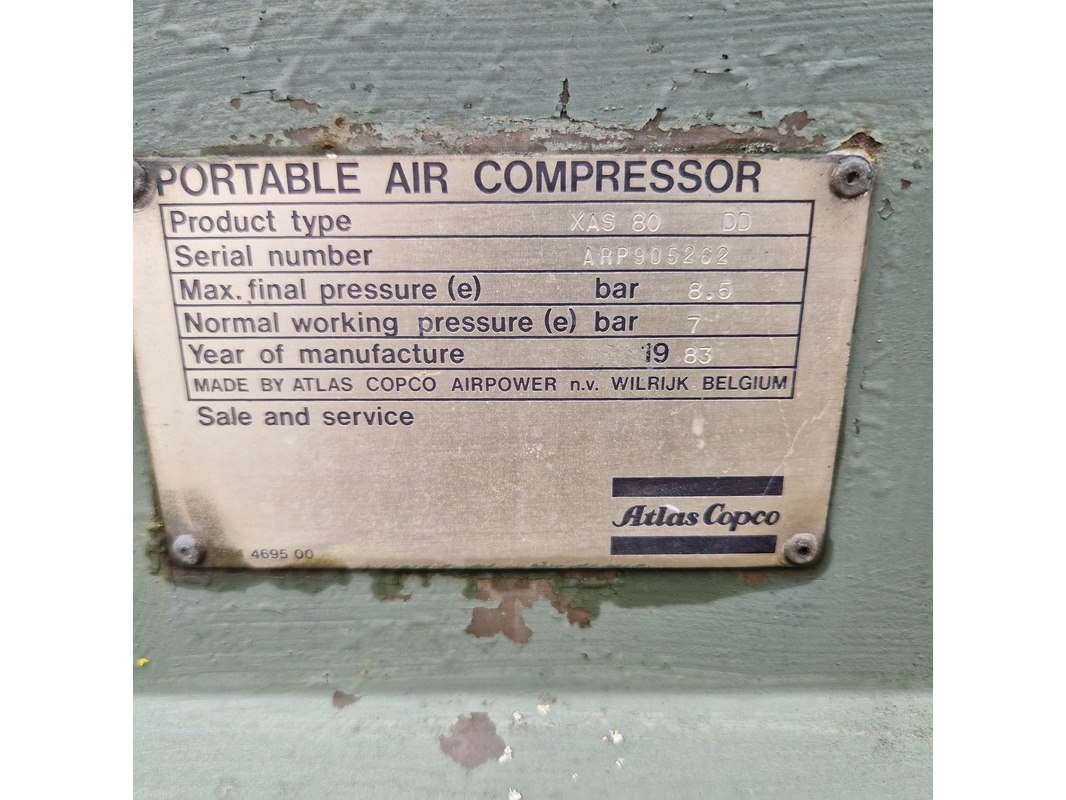 PORTABLE AIR COMPRESSOR
Product type XAS 80 DD
Serial number ARP905262
Max. final pressure (e) bar 8.5
Normal working pressure (e) bar 7
Year of manufacture 19 83
MADE BY ATLAS COPCO AIRPOWER n.v. WILRIJK BELGIUM
Sale and service
Atlas Copco
4695 00